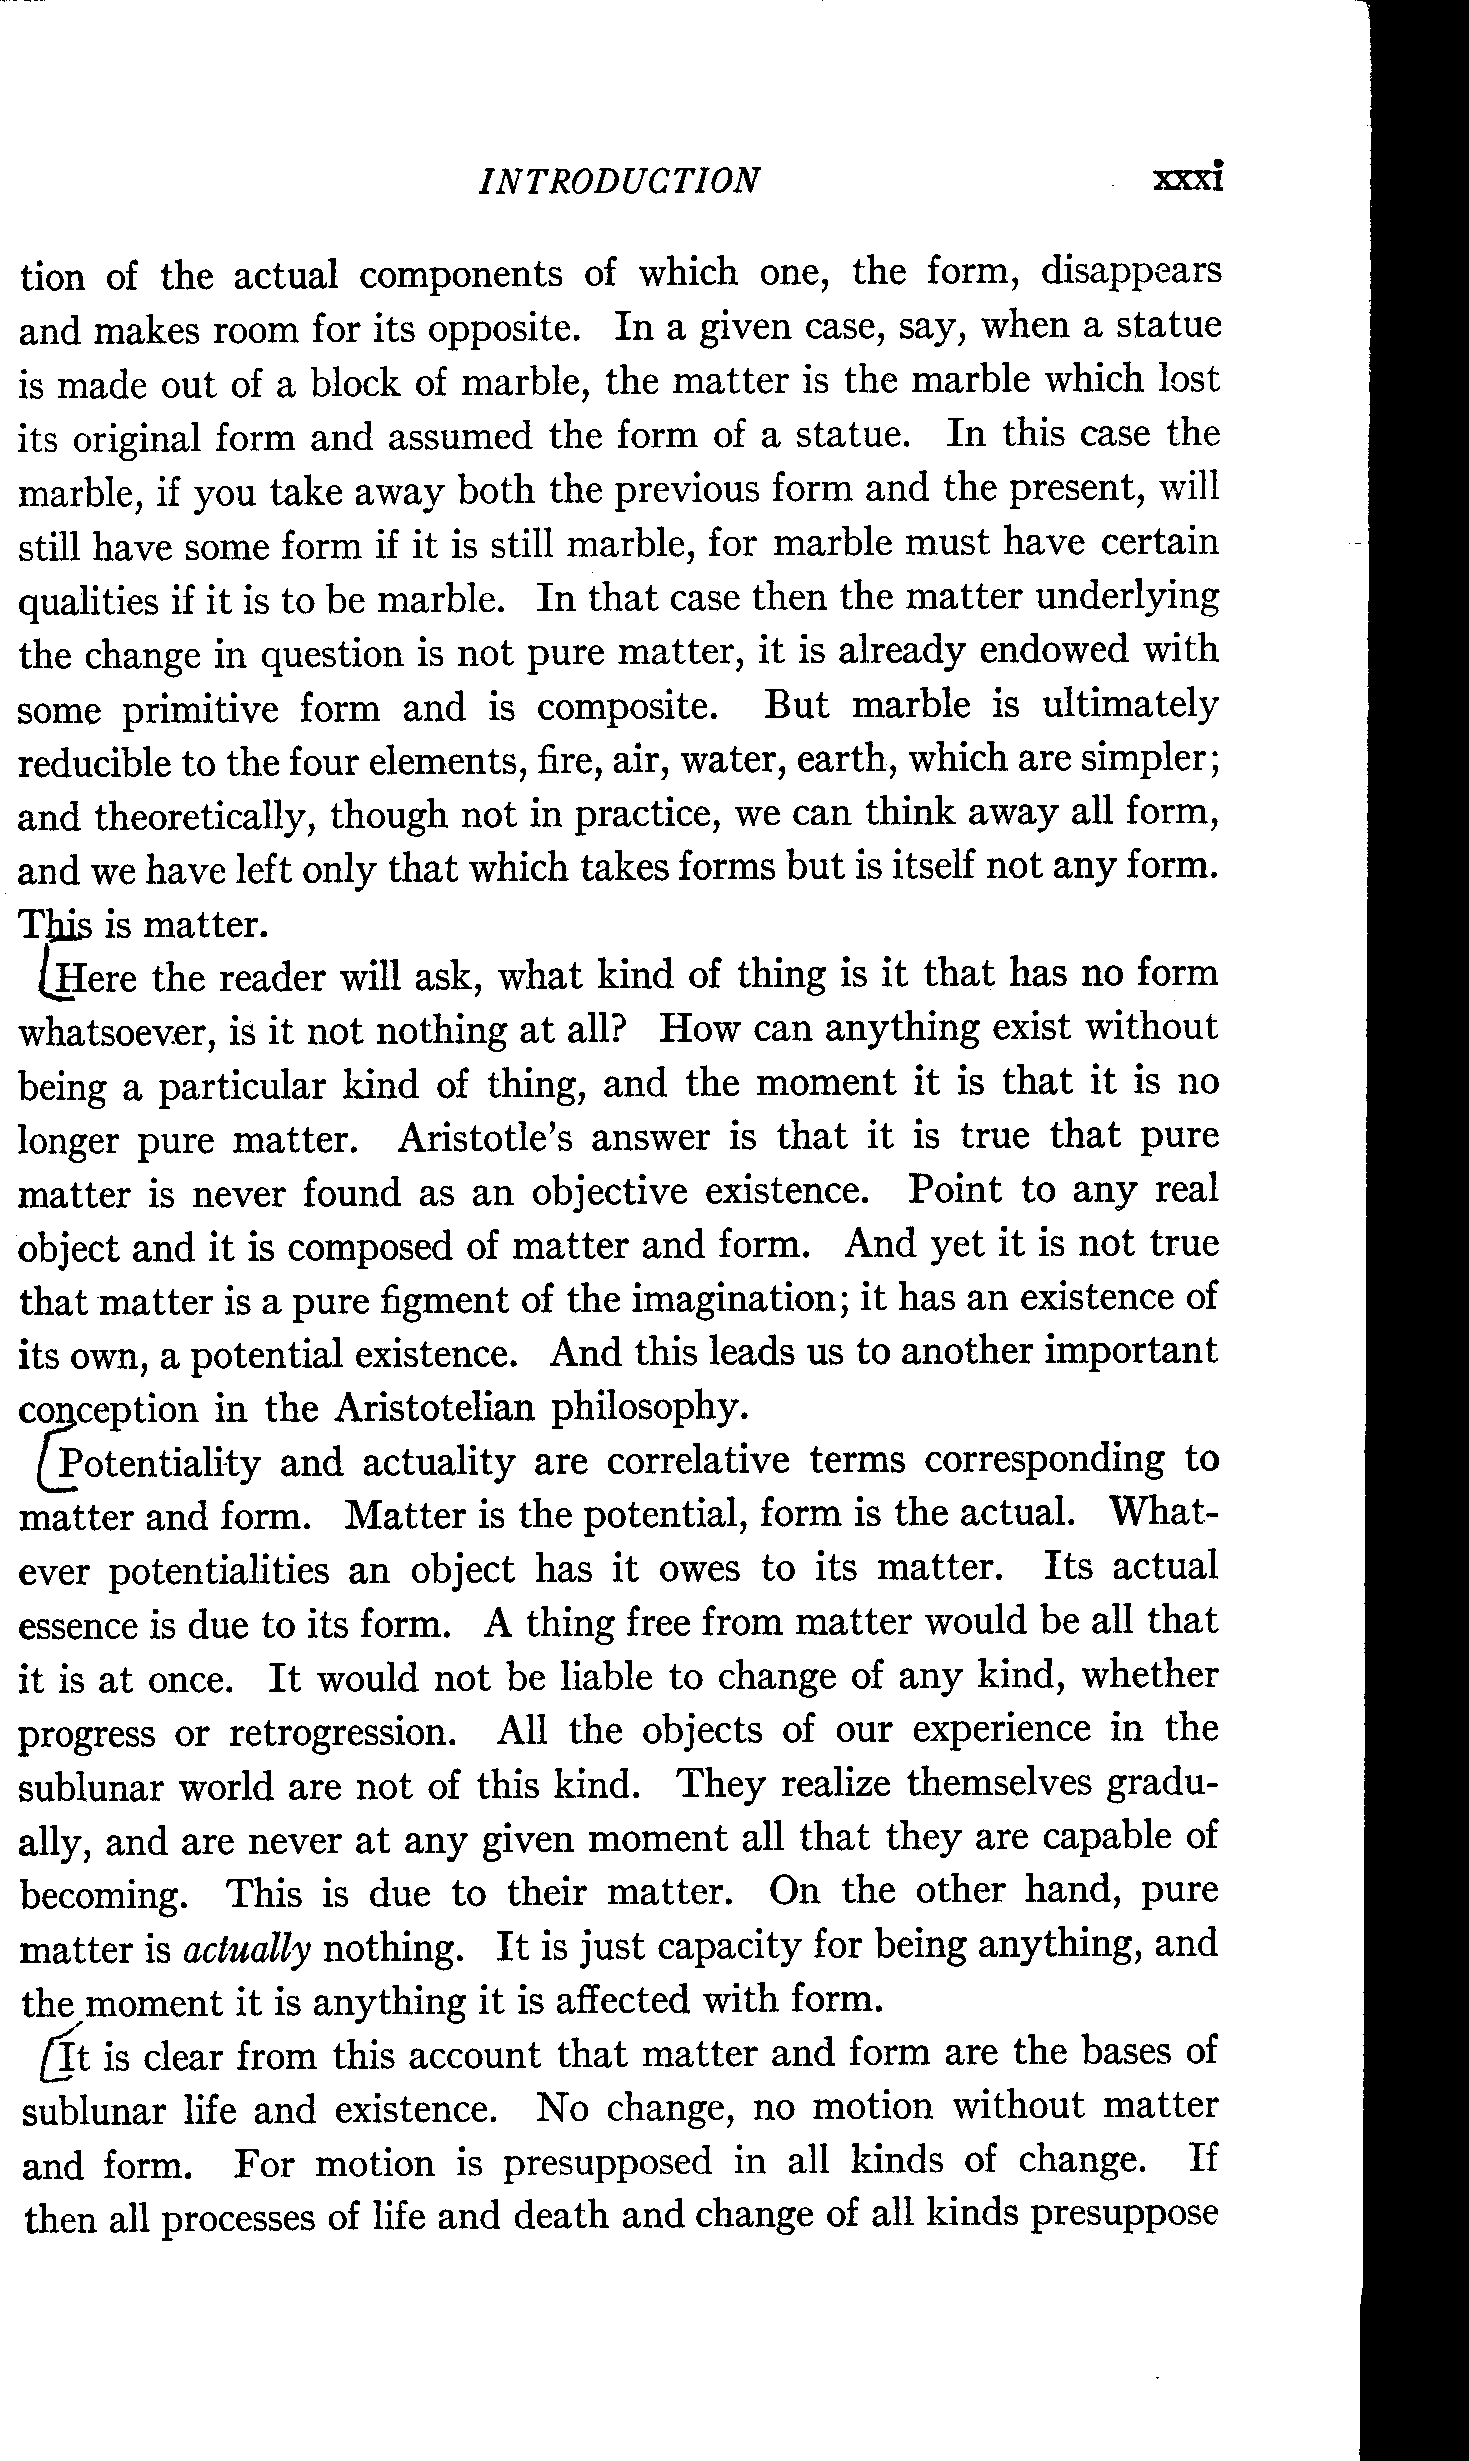 INTRODUCTION xxxi
tion of the actual components of which one, the form, disappears
and makes room for its opposite. In a given case, say, when a statue
is made out of a block of marble, the matter is the marble which lost
its original form and assumed the form of a statue. In this case the
marble, if you take away both the previous form and the present, will
still have some form if it is still marble, for marble must have certain
qualities if it is to be marble. In that case then the matter underlying
the change in question is not pure matter, it is already endowed with
some primitive form and is composite. But marble is ultimately
reducible to the four elements, fire, air, water, earth, which are simpler;
and theoretically, though not in practice, we can think away all form,
and we have left only that which takes forms but is itself not any form.
This is matter.
Here the reader will ask, what kind of thing is it that has no form
whatsoever, is it not nothing at all? How can anything exist without
being a particular kind of thing, and the moment it is that it is no
longer pure matter. Aristotle's answer is that it is true that pure
matter is never found as an objective existence. Point to any real
object and it is composed of matter and form. And yet it is not true
that matter is a pure figment of the imagination; it has an existence of
its own, a potential existence. And this leads us to another important
conception in the Aristotelian philosophy.
Potentiality and actuality are correlative terms corresponding to
matter and form. Matter is the potential, form is the actual. What-
ever potentialities an object has it owes to its matter. Its actual
essence is due to its form. A thing free from matter would be all that
it is at once. It would not be liable to change of any kind, whether
progress or retrogression. All the objects of our experience in the
sublunar world are not of this kind. They realize themselves gradu-
ally, and are never at any given moment all that they are capable of
becoming. This is due to their matter. On the other hand, pure
matter is actually nothing. It is just capacity for being anything, and
the moment it is anything it is affected with form.
It is clear from this account that matter and form are the bases of
sublunar life and existence. No change, no motion without matter
and form. For motion is presupposed in all kinds of change. If
then all processes of life and death and change of all kinds presuppose